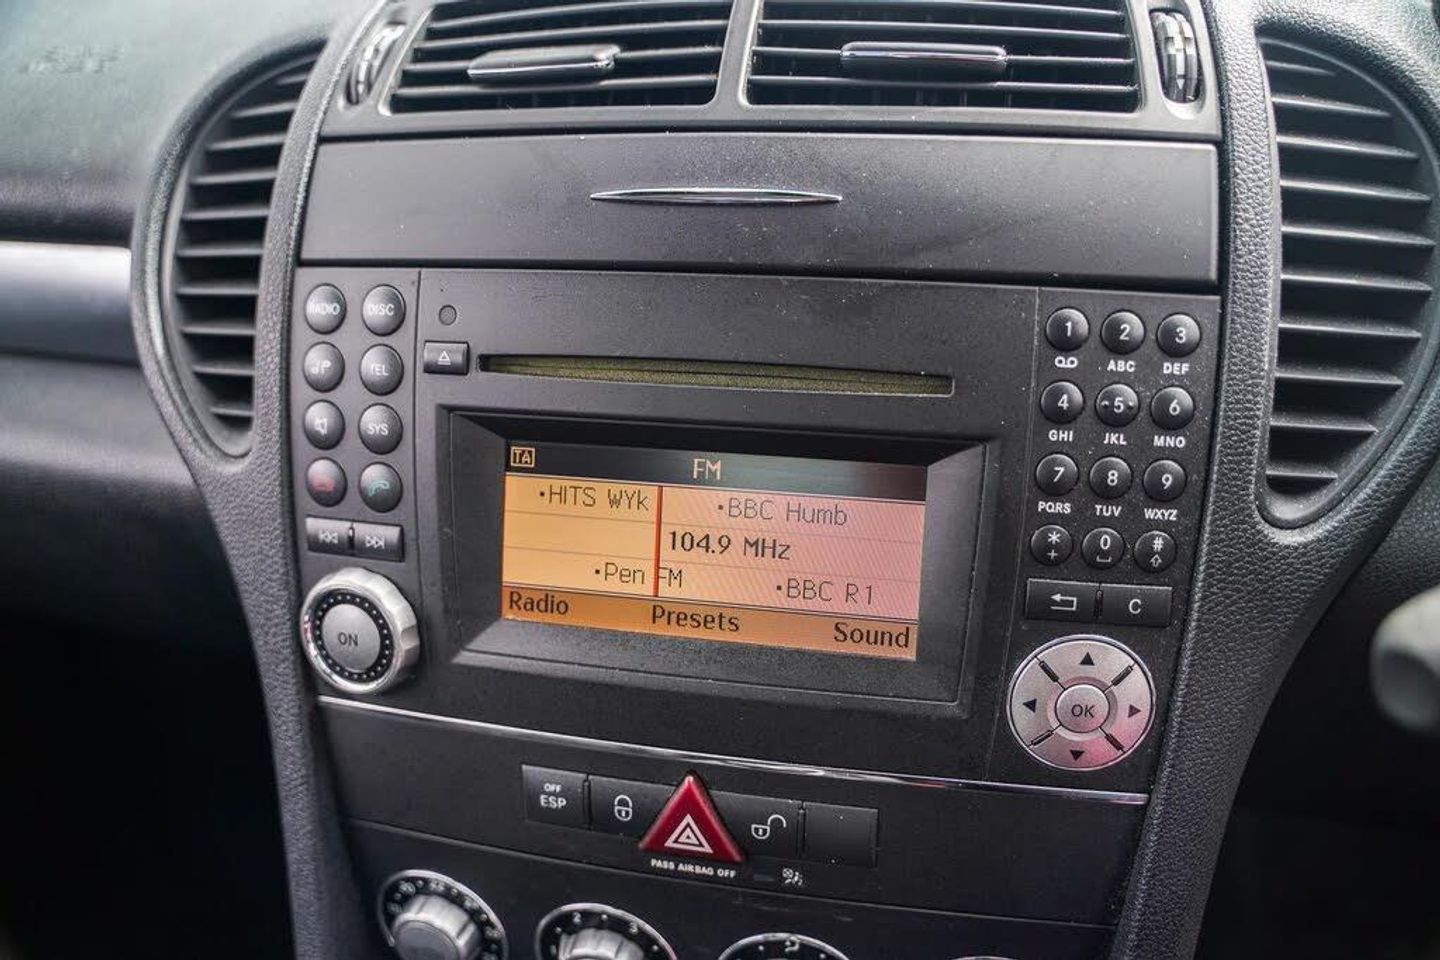 RADIO DISC
TEL
SYS
ON
TA FM
•HITS WYk •BBC Humb
104.9 MHz
•Pen FM •BBC R1
Radio Presets Sound
1 2 3
ABC DEF
4 5 6
GHI JKL MNO
7 8 9
PQRS TUV WXYZ
* 0 #
+
C
OK
OFF
ESP
PASS AIRBAG OFF